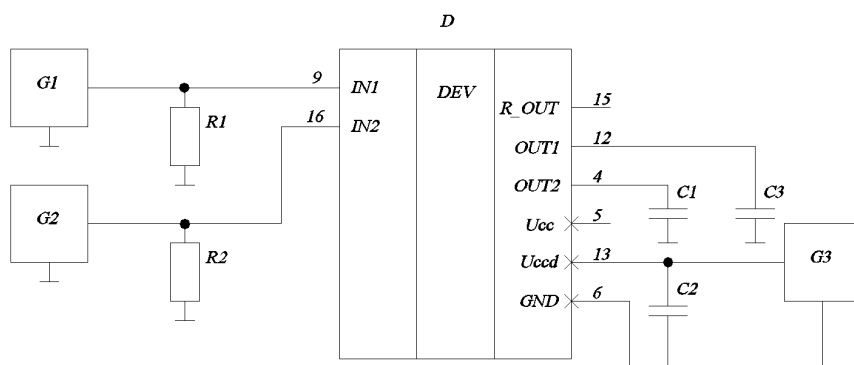 D
G1
9
IN1
DEV
R_OUT
15
R1
16
IN2
OUT1
12
OUT2
4
C1
C3
G2
Ucc
5
R2
Uccd
13
G3
GND
6
C2